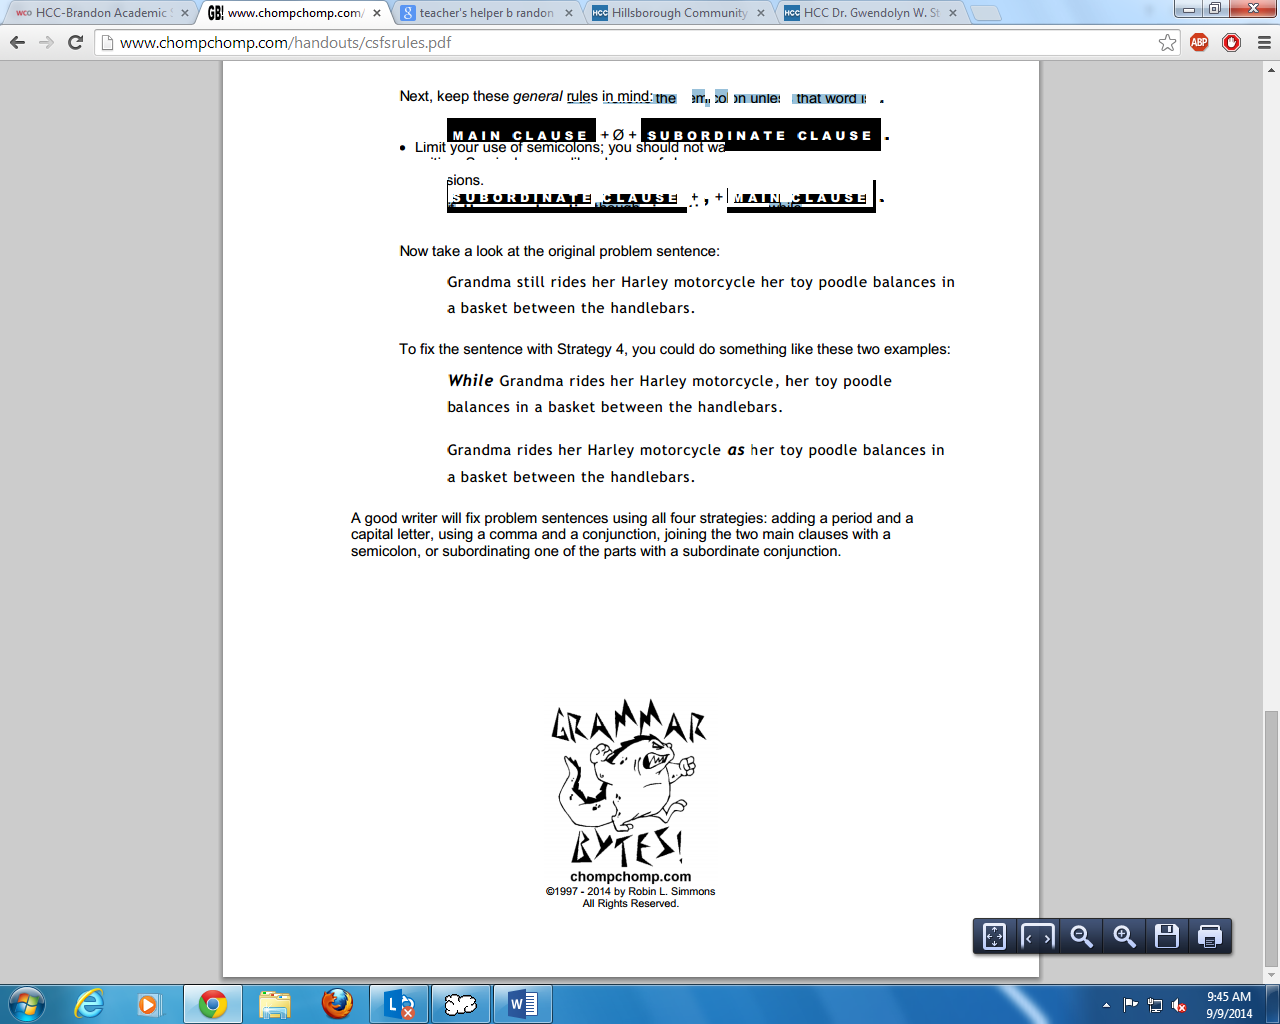 HCC-Brandon Academic
www.chompchomp.com/
teacher's helper b randon
Hillsborough Community
HCC Dr. Gwendolyn W. St
www.chompchomp.com/handouts/csfsrules.pdf
ABP
Next, keep these general rules in mind: the on that word is
MAIN CLAUSE + Ø + SUBORDINATE CLAUSE .
• Limit your use of semicolons; you should not wa
sions.
SUBORDINATE CLAUSE + , + MAIN CLAUSE .
Now take a look at the original problem sentence:
Grandma still rides her Harley motorcycle her toy poodle balances in
a basket between the handlebars.
To fix the sentence with Strategy 4, you could do something like these two examples:
While Grandma rides her Harley motorcycle, her toy poodle
balances in a basket between the handlebars.
Grandma rides her Harley motorcycle as her toy poodle balances in
a basket between the handlebars.
A good writer will fix problem sentences using all four strategies: adding a period and a
capital letter, using a comma and a conjunction, joining the two main clauses with a
semicolon, or subordinating one of the parts with a subordinate conjunction.
GRAMMAR
BYTES!
chompchomp.com
©1997 - 2014 by Robin L. Simmons
All Rights Reserved.
9:45 AM
9/9/2014